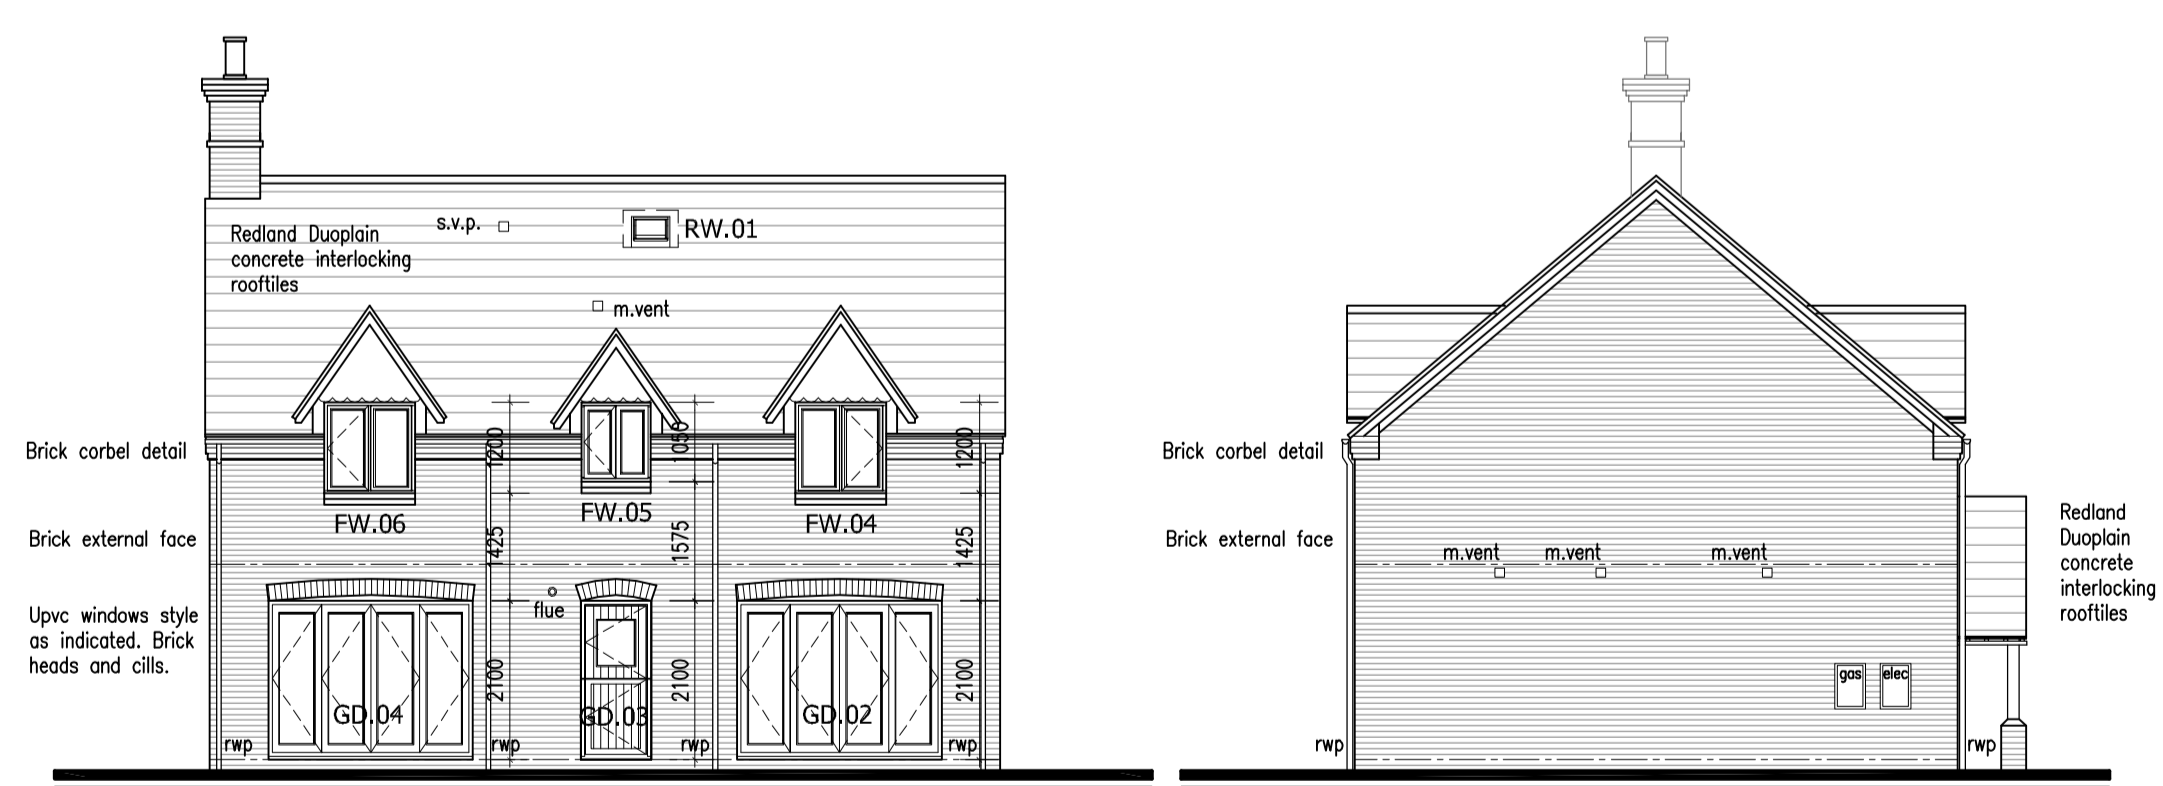 s.v.p.
RW.01
Redland Duoplain
concrete interlocking
rooftiles
m.vent
Brick corbel detail
1200
1050
1200
FW.06
FW.05
FW.04
Brick external face
1425
1575
1425
flue
Upvc windows style
as indicated. Brick
heads and cills.
2100
2100
2100
GD.04
GD.03
GD.02
rwp
rwp
rwp
rwp
Brick corbel detail
Brick external face
m.vent
m.vent
m.vent
Redland
Duoplain
concrete
interlocking
rooftiles
gas
elec
rwp
rwp